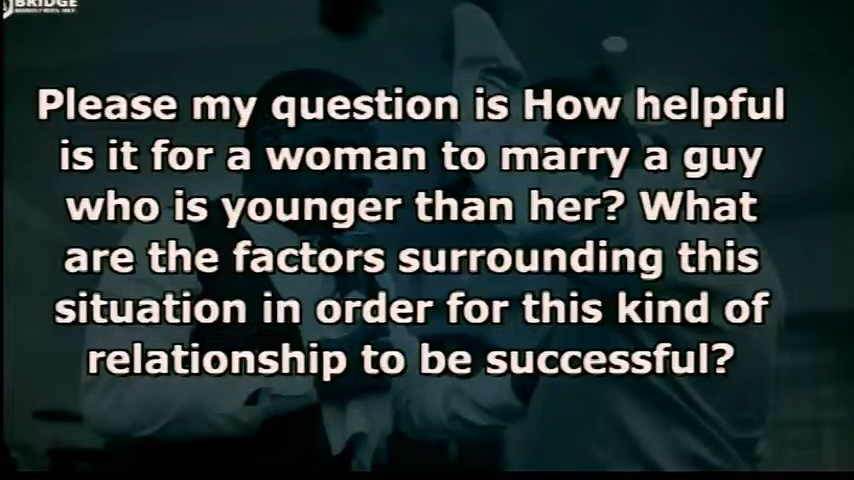 BRIDGE
Please my question is How helpful
is it for a woman to marry a guy
who is younger than her? What
are the factors surrounding this
situation in order for this kind of
relationship to be successful?